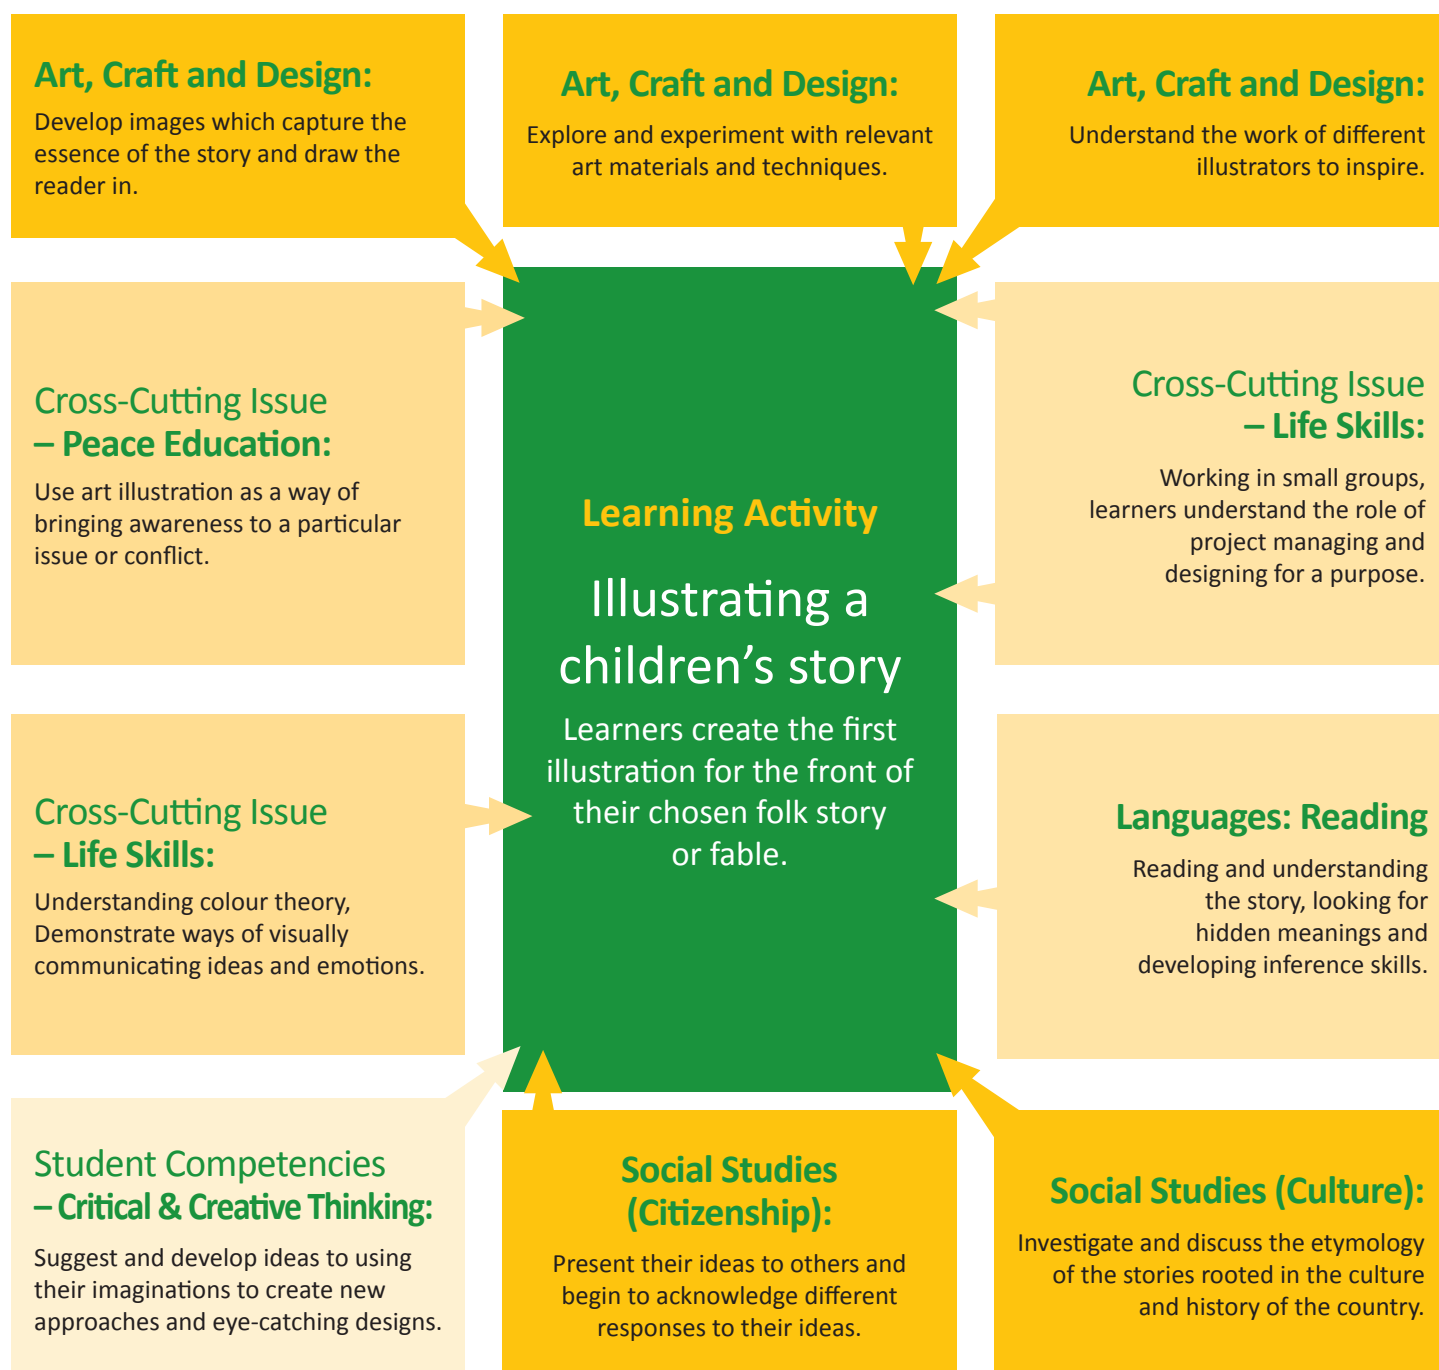 Art, Craft and Design:
Develop images which capture the
essence of the story and draw the
reader in.
Art, Craft and Design:
Explore and experiment with relevant
art materials and techniques.
Art, Craft and Design:
Understand the work of different
illustrators to inspire.
Cross-Cutting Issue
– Peace Education:
Use art illustration as a way of
bringing awareness to a particular
issue or conflict.
Learning Activity
Illustrating a
children’s story
Learners create the first
illustration for the front of
their chosen folk story
or fable.
Cross-Cutting Issue
– Life Skills:
Working in small groups,
learners understand the role of
project managing and
designing for a purpose.
Cross-Cutting Issue
– Life Skills:
Understanding colour theory,
Demonstrate ways of visually
communicating ideas and emotions.
Languages: Reading
Reading and understanding
the story, looking for
hidden meanings and
developing inference skills.
Student Competencies
– Critical & Creative Thinking:
Suggest and develop ideas to using
their imaginations to create new
approaches and eye-catching designs.
Social Studies
(Citizenship):
Present their ideas to others and
begin to acknowledge different
responses to their ideas.
Social Studies (Culture):
Investigate and discuss the etymology
of the stories rooted in the culture
and history of the country.